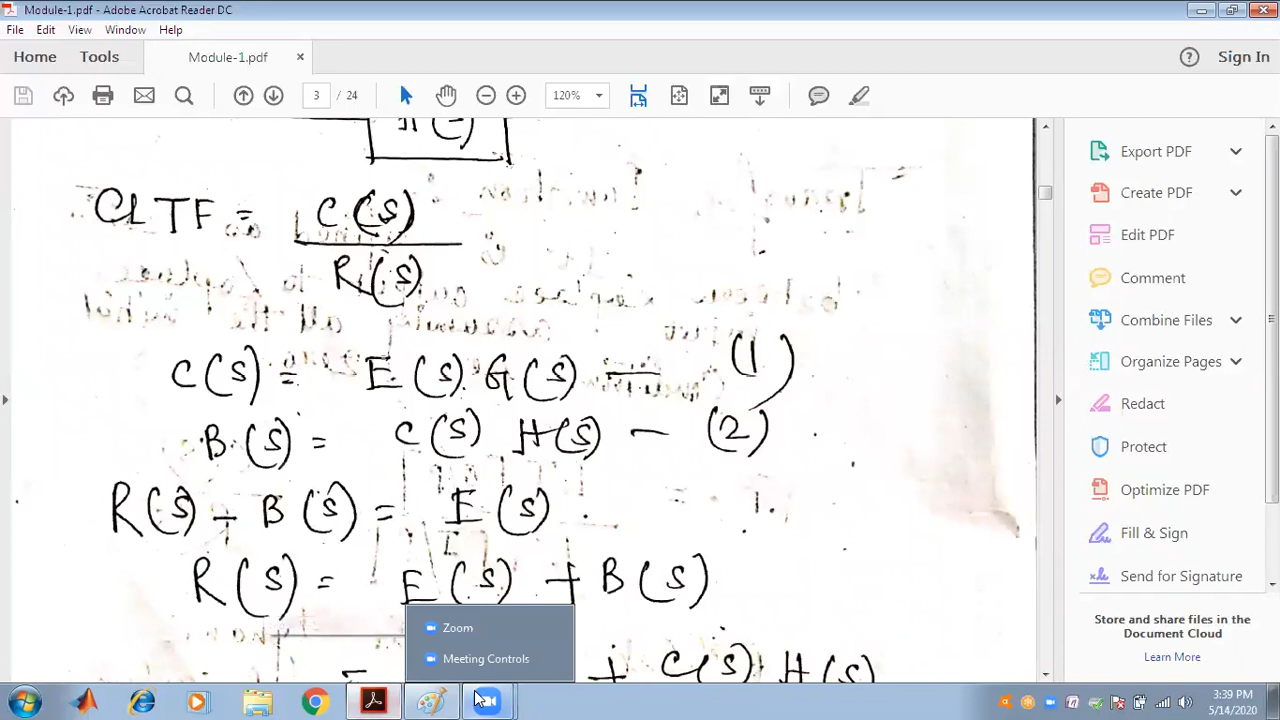 Module-1.pdf - Adobe Acrobat Reader DC
File Edit View Window Help
Home Tools Module-1.pdf × Sign In
3 / 24 120%
CLTF = C(S)
R(S)
C(S) = E(S) G(S) — (1)
B(S) = C(S) H(S) — (2)
R(S) - B(S) = E(S)
R(S) = E(S) + B(S)
+ C(S) H(S)
Export PDF
Create PDF
Edit PDF
Comment
Combine Files
Organize Pages
Redact
Protect
Optimize PDF
Fill & Sign
Send for Signature
Store and share files in the
Document Cloud
Learn More
Zoom
Meeting Controls
3:39 PM
5/14/2020